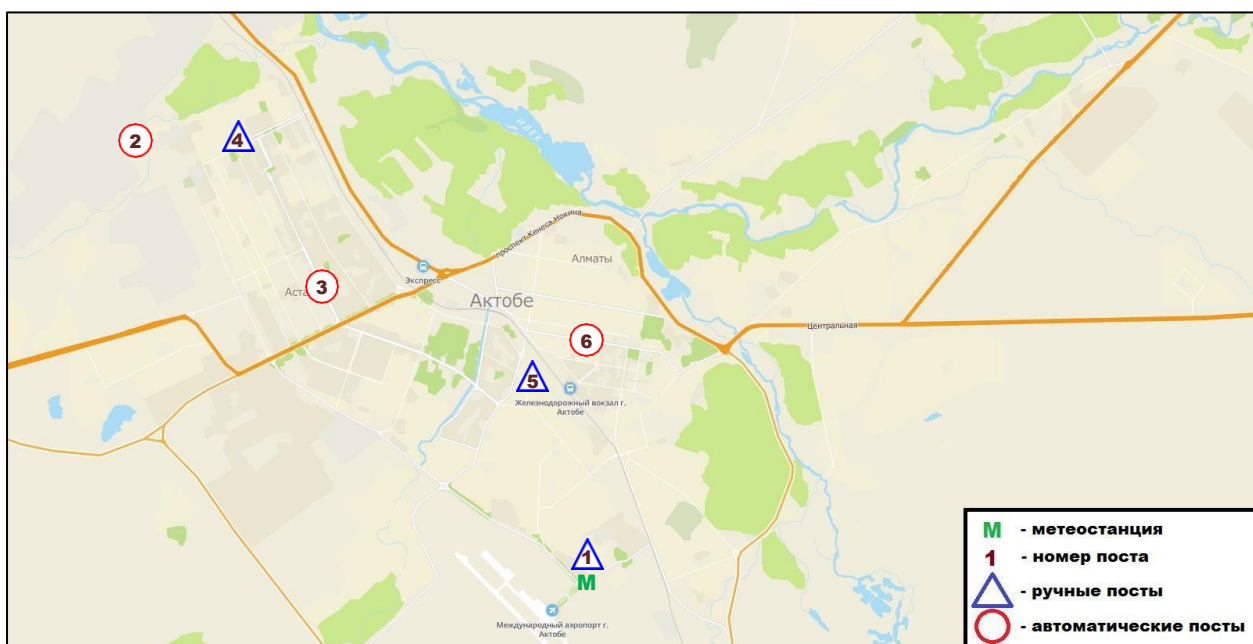 2
4
ИЛЕК
проспект Кенеса Нокина
Алматы
Экспресс
3
Аста
Актобе
Центральная
6
5
Железнодорожный вокзал г.
Актобе
1
М
Международный аэропорт г.
Актобе
М - метеостанция
1 - номер поста
- ручные посты
- автоматические посты